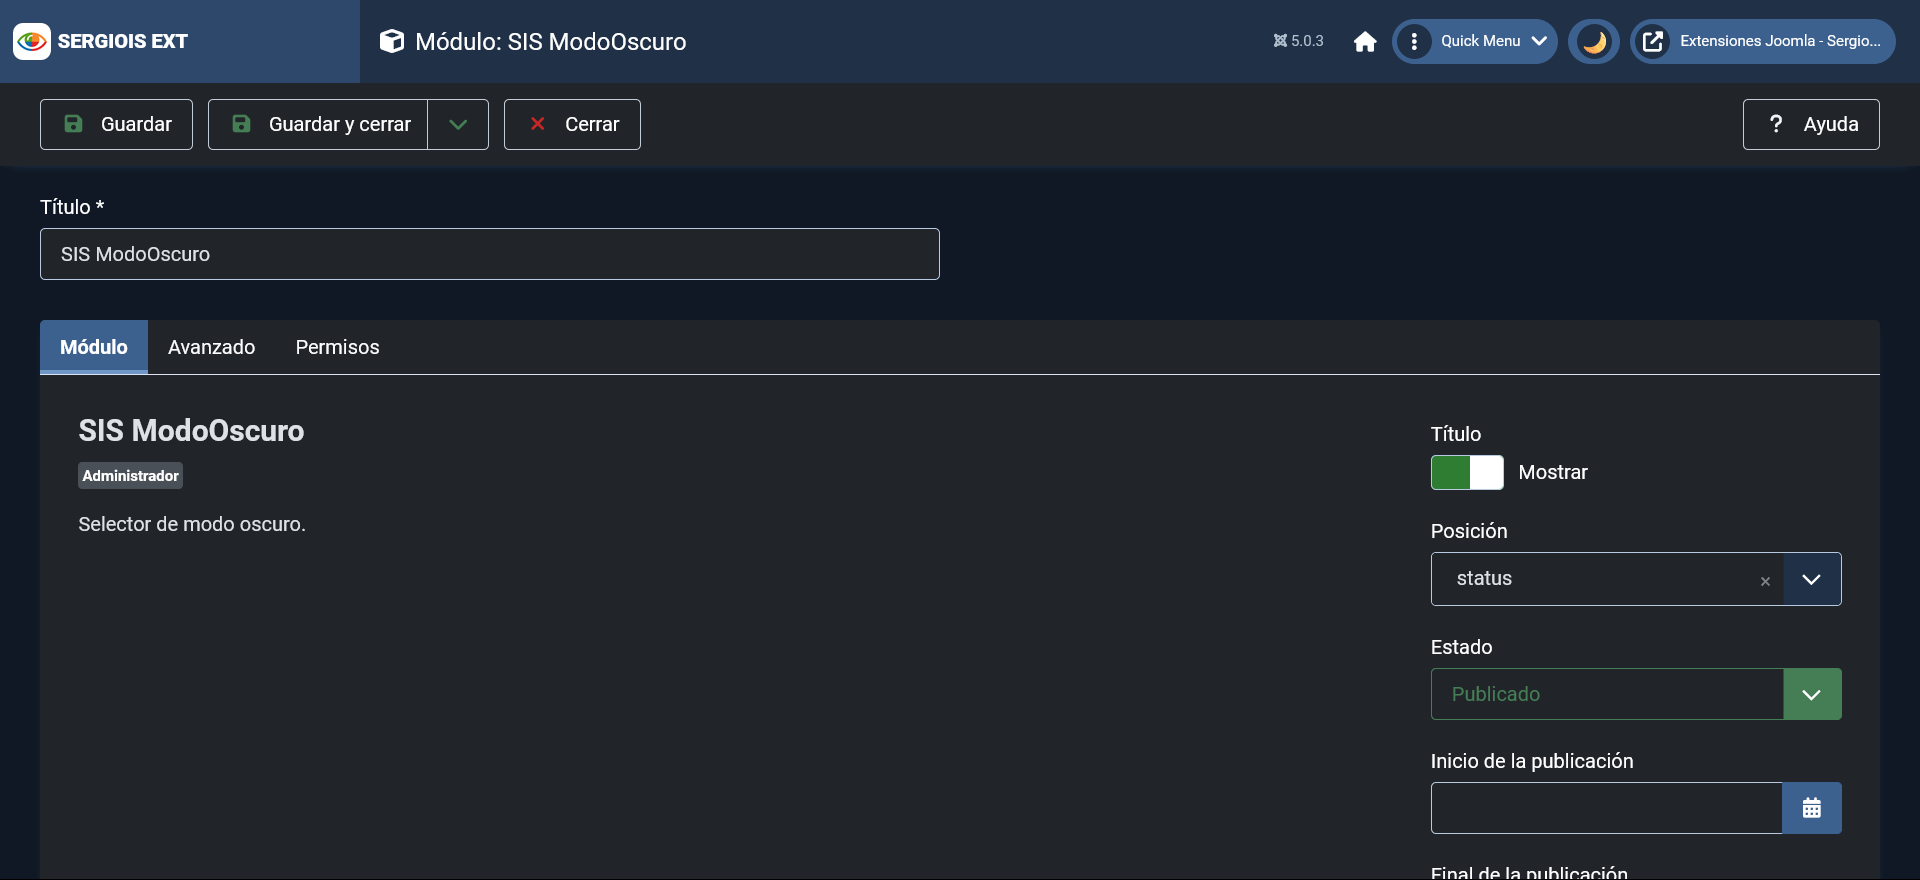 SERGIOIS EXT
Módulo: SIS ModoOscuro
5.0.3
Quick Menu
Extensiones Joomla - Sergio...
Guardar
Guardar y cerrar
Cerrar
? Ayuda
Título *
SIS ModoOscuro
Módulo
Avanzado
Permisos
SIS ModoOscuro
Administrador
Selector de modo oscuro.
Título
Mostrar
Posición
status ×
Estado
Publicado
Inicio de la publicación
Final de la publicación